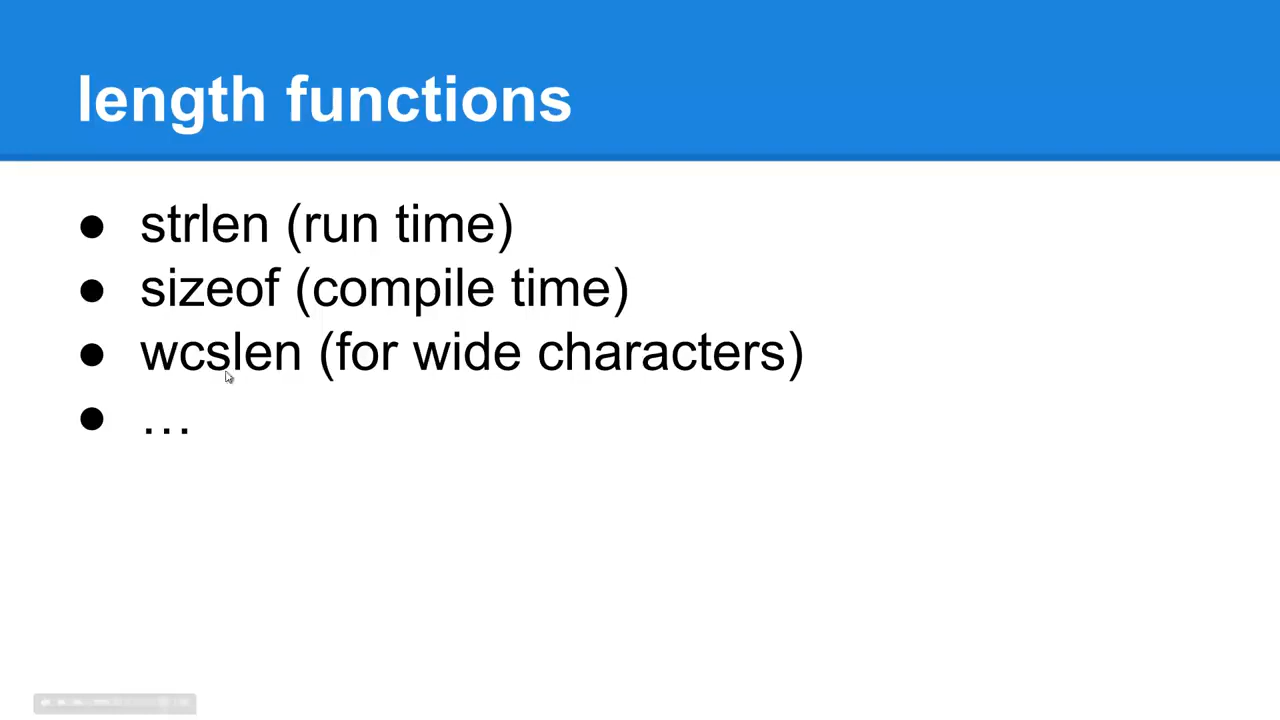 length functions
● strlen (run time)
● sizeof (compile time)
● wcslen (for wide characters)
● …